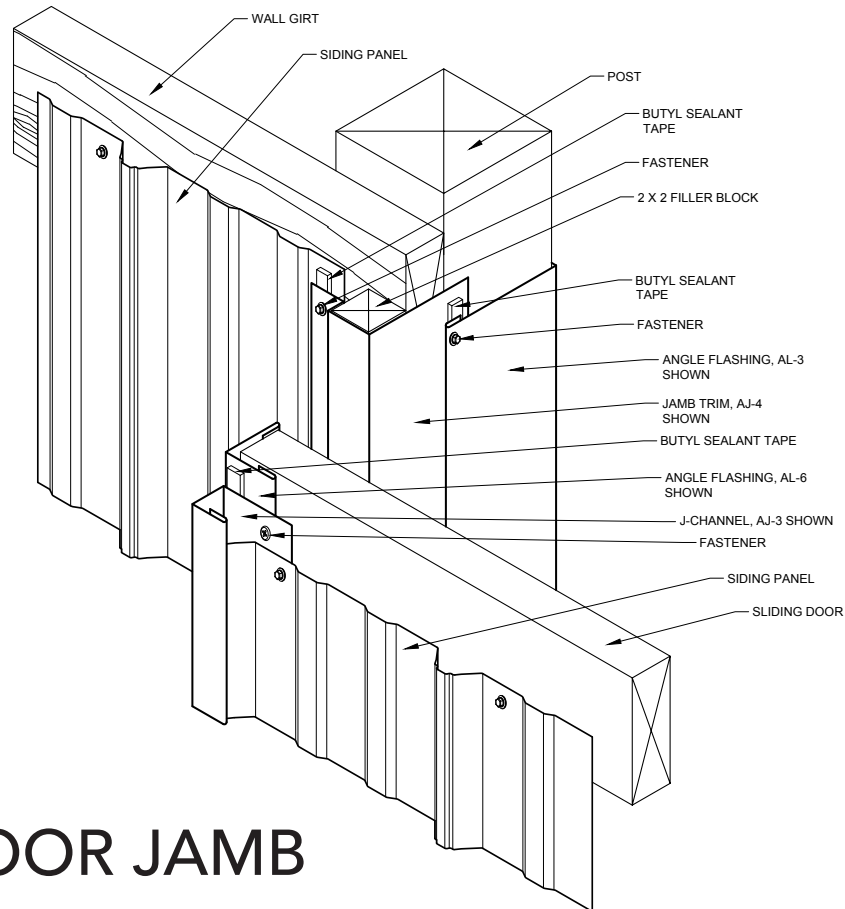 WALL GIRT
SIDING PANEL
POST
BUTYL SEALANT
TAPE
FASTENER
2 X 2 FILLER BLOCK
BUTYL SEALANT
TAPE
FASTENER
ANGLE FLASHING, AL-3
SHOWN
JAMB TRIM, AJ-4
SHOWN
BUTYL SEALANT TAPE
ANGLE FLASHING, AL-6
SHOWN
J-CHANNEL, AJ-3 SHOWN
FASTENER
SIDING PANEL
SLIDING DOOR
OOR JAMB